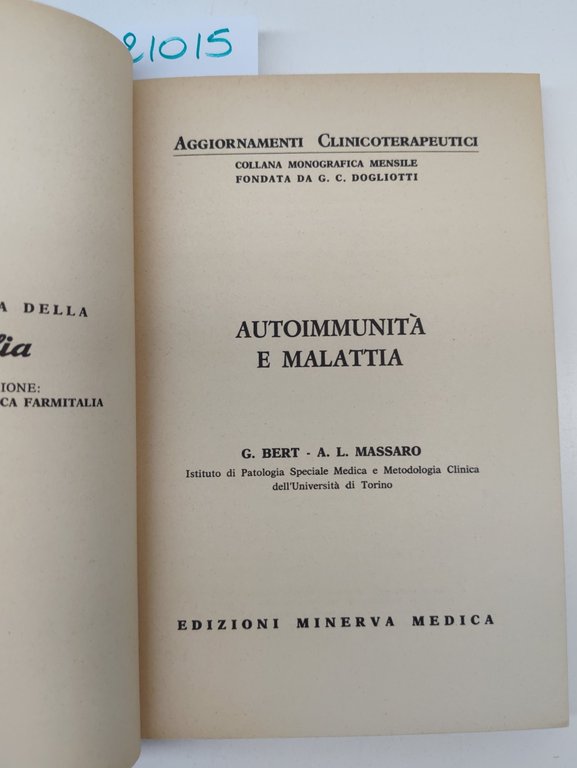 21015
A DELLA
lia
IONE:
CA FARMITALIA
AGGIORNAMENTI CLINICOTERAPEUTICI
COLLANA MONOGRAFICA MENSILE
FONDATA DA G. C. DOGLIOTTI
AUTOIMMUNITÀ
E MALATTIA
G. BERT - A. L. MASSARO
Istituto di Patologia Speciale Medica e Metodologia Clinica
dell'Università di Torino
EDIZIONI MINERVA MEDICA